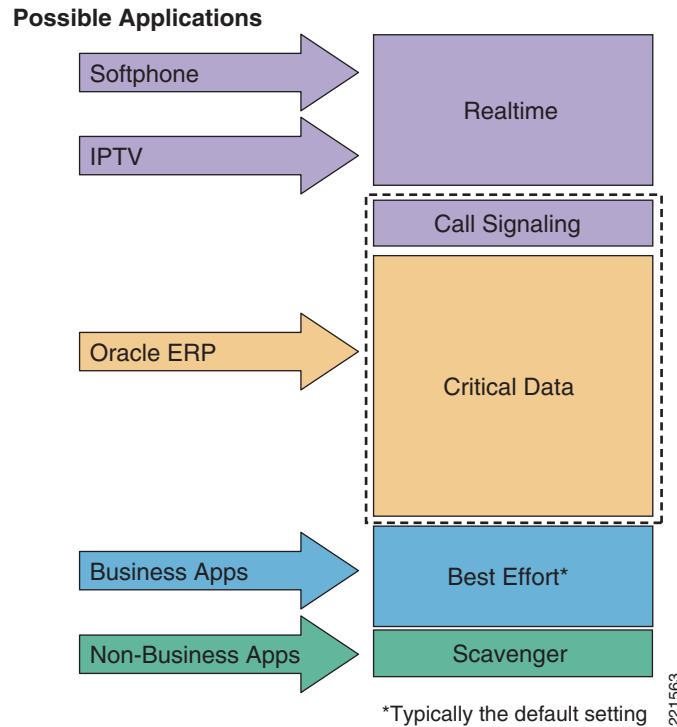 Possible Applications
Softphone
Realtime
IPTV
Call Signaling
Oracle ERP
Critical Data
Business Apps
Best Effort*
Non-Business Apps
Scavenger
*Typically the default setting
221563